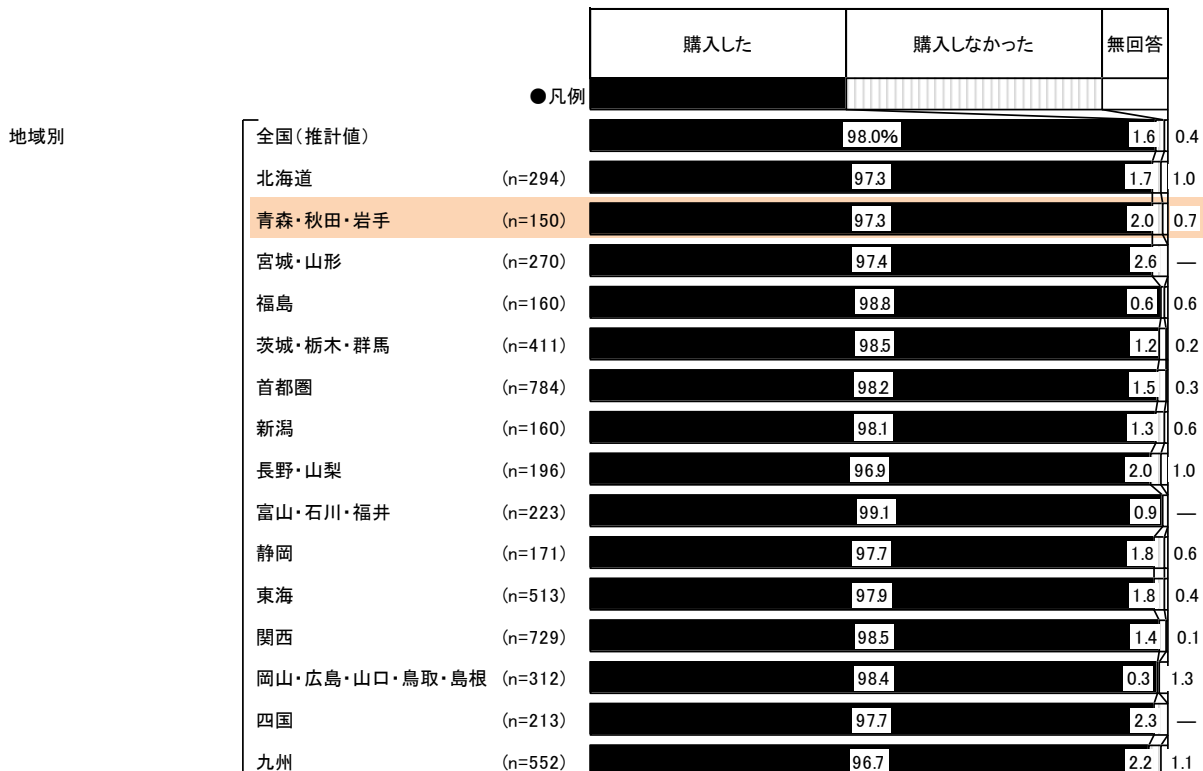 購入した 購入しなかった 無回答
●凡例
地域別 全国(推計値) 98.0% 1.6 0.4
北海道 (n=294) 97.3 1.7 1.0
青森・秋田・岩手 (n=150) 97.3 2.0 0.7
宮城・山形 (n=270) 97.4 2.6 —
福島 (n=160) 98.8 0.6 0.6
茨城・栃木・群馬 (n=411) 98.5 1.2 0.2
首都圏 (n=784) 98.2 1.5 0.3
新潟 (n=160) 98.1 1.3 0.6
長野・山梨 (n=196) 96.9 2.0 1.0
富山・石川・福井 (n=223) 99.1 0.9 —
静岡 (n=171) 97.7 1.8 0.6
東海 (n=513) 97.9 1.8 0.4
関西 (n=729) 98.5 1.4 0.1
岡山・広島・山口・鳥取・島根 (n=312) 98.4 0.3 1.3
四国 (n=213) 97.7 2.3 —
九州 (n=552) 96.7 2.2 1.1